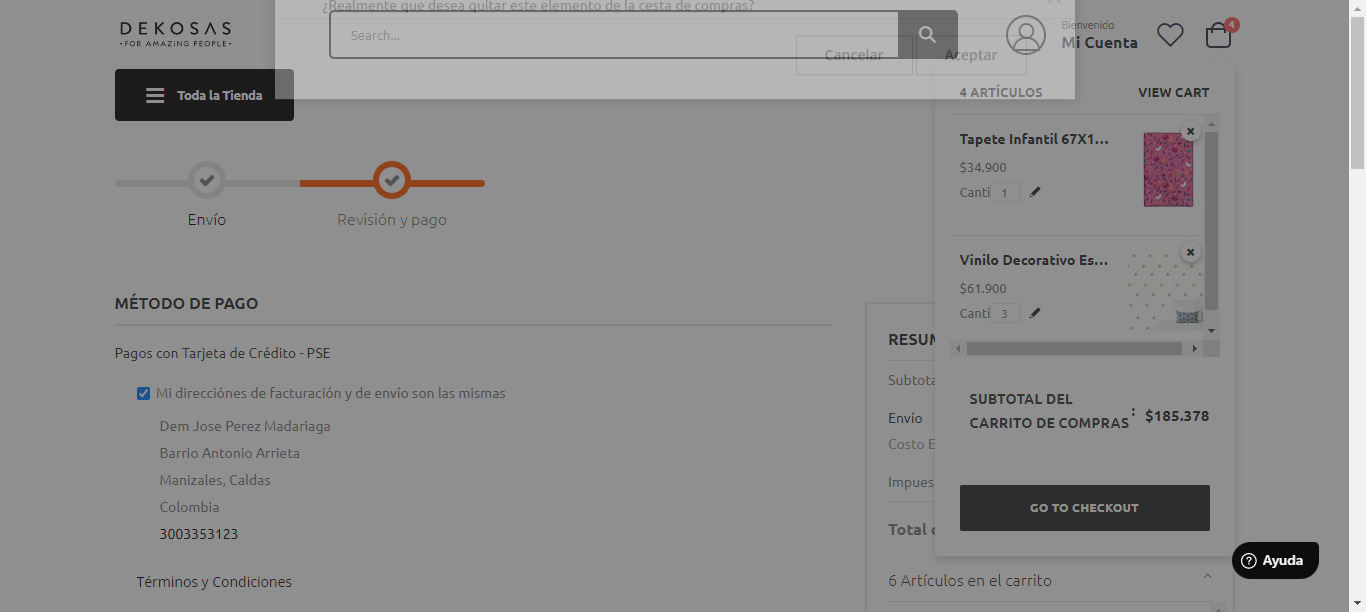 ¿Realmente que desea quitar este elemento de la cesta de compras?
DEKOSAS
•FOR AMAZING PEOPLE•
Search...
Cancelar
Aceptar
Bienvenido
Mi Cuenta
4
Toda la Tienda
4 ARTÍCULOS
VIEW CART
Tapete Infantil 67X1...
$34.900
Canti 1
Vinilo Decorativo Es...
$61.900
Canti 3
SUBTOTAL DEL
CARRITO DE COMPRAS : $185.378
GO TO CHECKOUT
Envío
Revisión y pago
MÉTODO DE PAGO
Pagos con Tarjeta de Crédito - PSE
Mi direcciónes de facturación y de envío son las mismas
Dem Jose Perez Madariaga
Barrio Antonio Arrieta
Manizales, Caldas
Colombia
3003353123
Términos y Condiciones
RESUM
Subtota
Envío
Costo E
Impues
Total
6 Artículos en el carrito
Ayuda